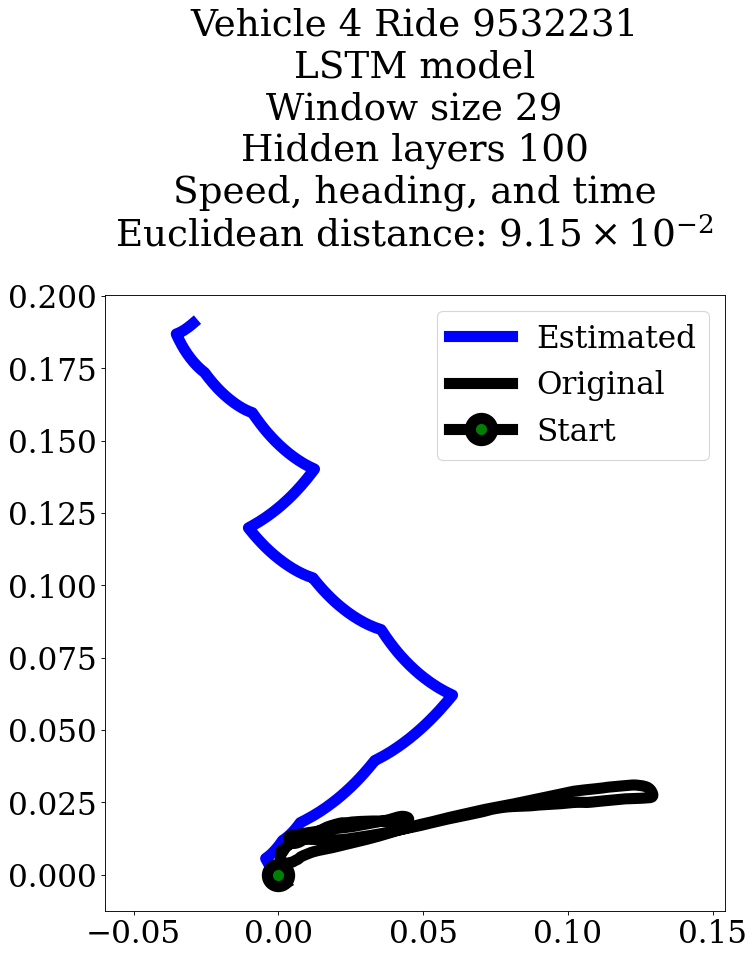 Vehicle 4 Ride 9532231
LSTM model
Window size 29
Hidden layers 100
Speed, heading, and time
Euclidean distance: 9.15 × 10⁻²
0.200
0.175
0.150
0.125
0.100
0.075
0.050
0.025
0.000
Estimated
Original
Start
−0.05 0.00 0.05 0.10 0.15